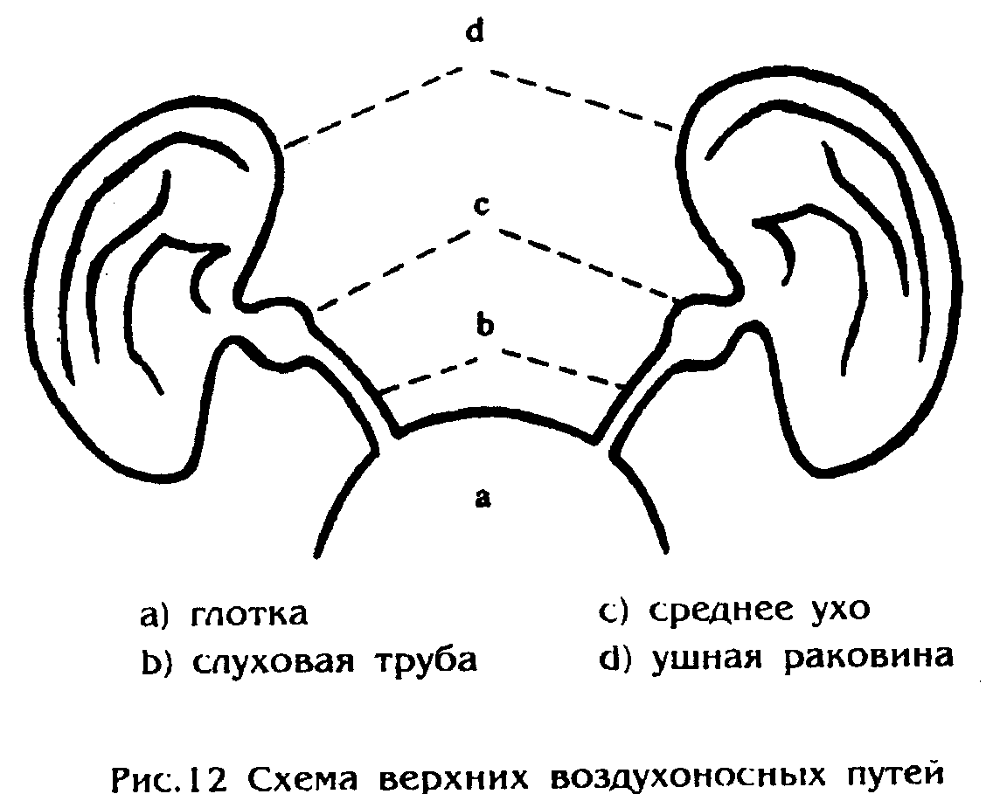 d
c
b
a
a) глотка
c) среднее ухо
b) слуховая труба
d) ушная раковина
Рис.12 Схема верхних воздухоносных путей